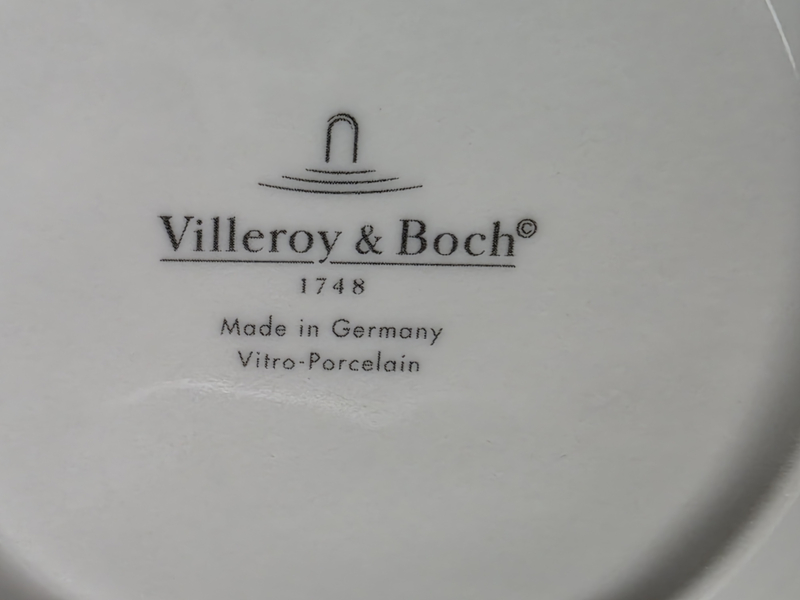 Villeroy & Boch©
1748
Made in Germany
Vitro-Porcelain